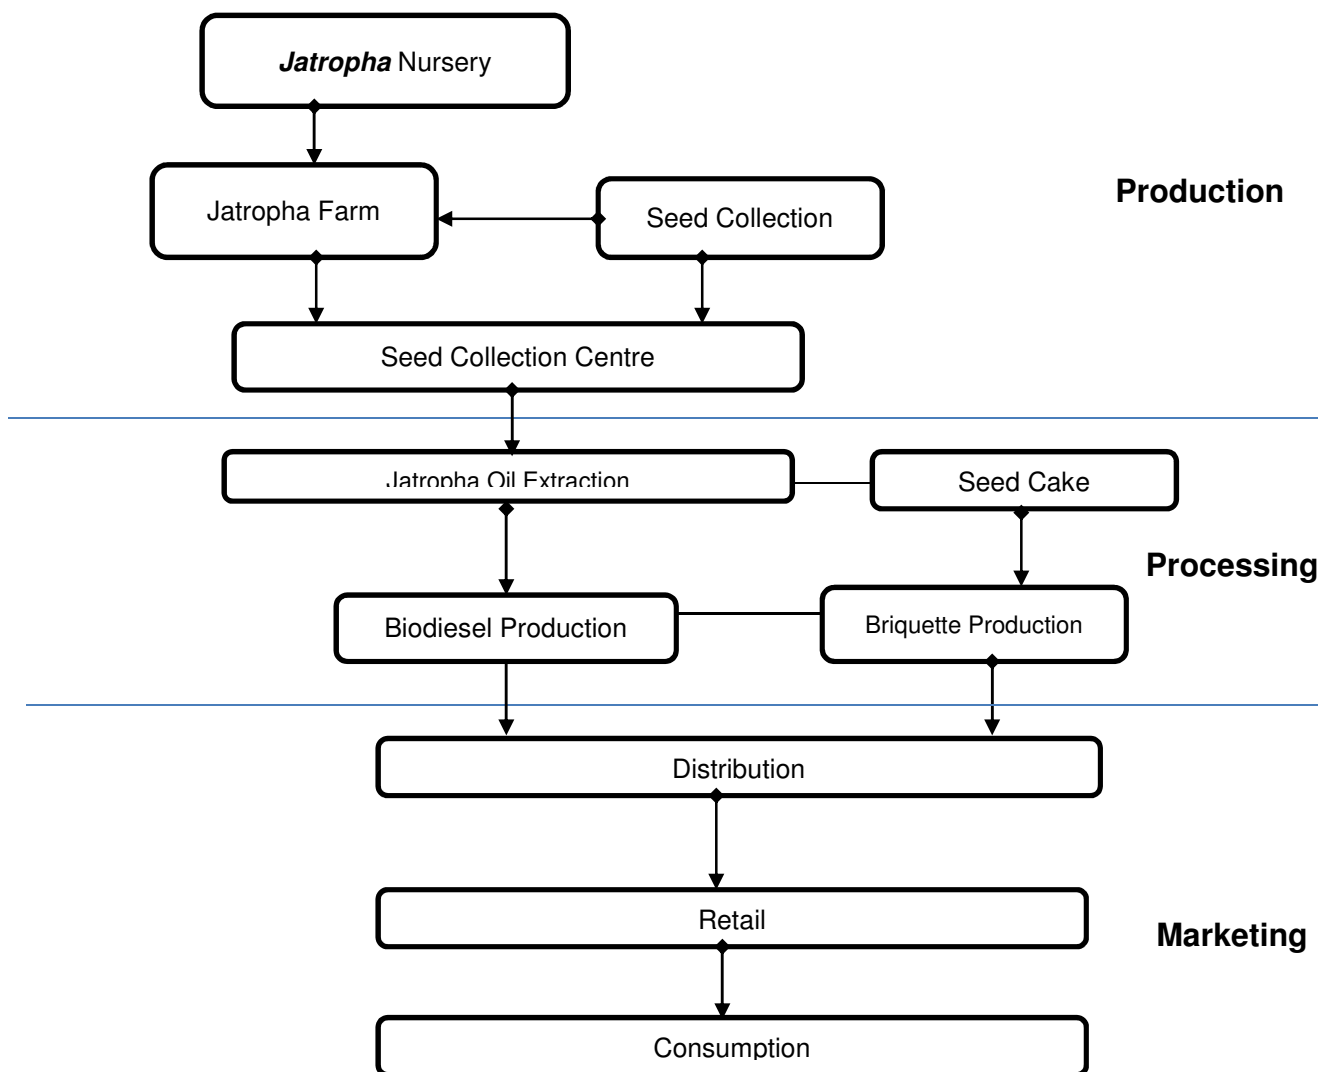 Jatropha Nursery
Production
Jatropha Farm
Seed Collection
Seed Collection Centre
Jatropha Oil Extraction
Seed Cake
Processing
Biodiesel Production
Briquette Production
Distribution
Retail
Marketing
Consumption